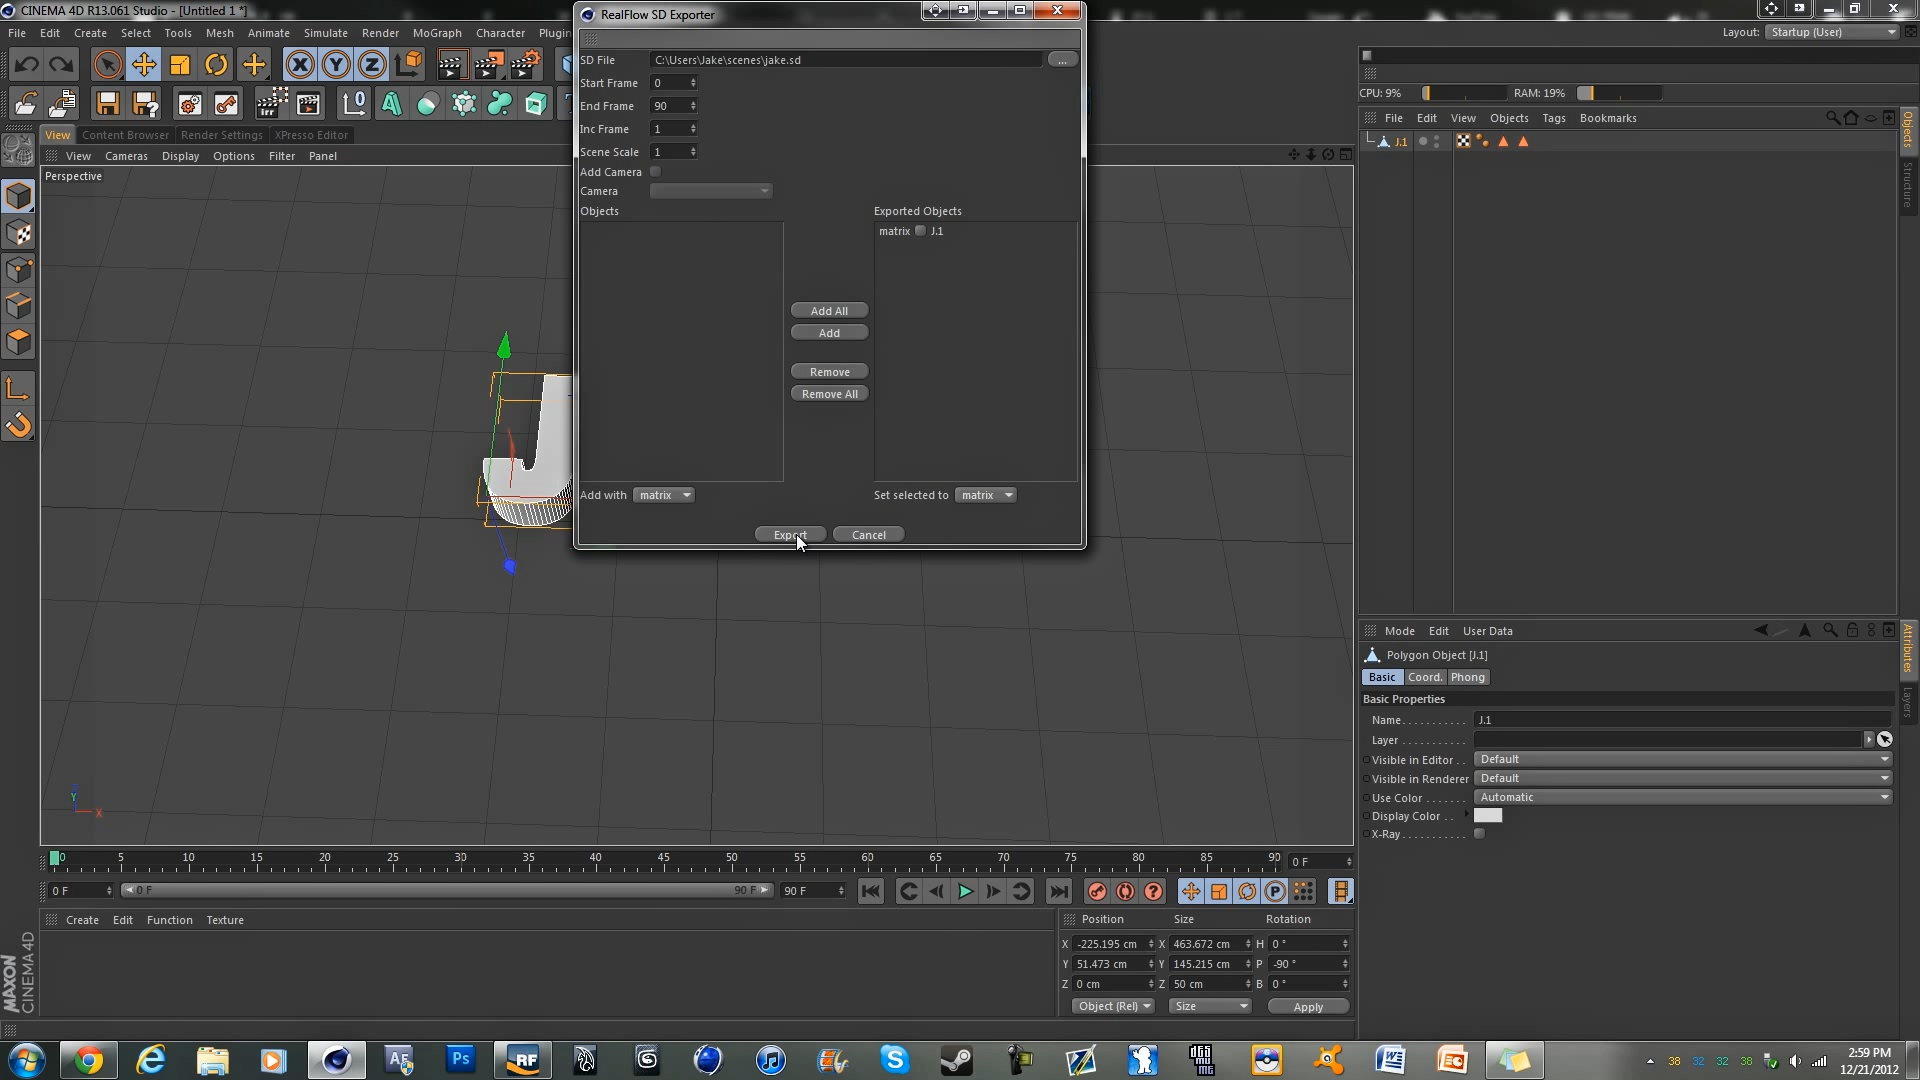 CINEMA 4D R13.061 Studio - [Untitled 1 *]
File Edit Create Select Tools Mesh Animate Simulate Render MoGraph Character Plugin
Layout: Startup (User)
RealFlow SD Exporter
SD File C:\Users\Jake\scenes\jake.sd ...
Start Frame 0
End Frame 90
Inc Frame 1
Scene Scale 1
Add Camera
Camera
Objects
Exported Objects
matrix J.1
Add All
Add
Remove
Remove All
Add with matrix
Set selected to matrix
Export Cancel
View Content Browser Render Settings XPresso Editor
View Cameras Display Options Filter Panel
Perspective
Y
X
CPU: 9% RAM: 19%
File Edit View Objects Tags Bookmarks
J.1
Objects
Structure
Mode Edit User Data
Polygon Object [J.1]
Basic Coord. Phong
Basic Properties
Name J.1
Layer
Visible in Editor Default
Visible in Renderer Default
Use Color Automatic
Display Color
X-Ray
Attributes
Layers
0 5 10 15 20 25 30 35 40 45 50 55 60 65 70 75 80 85 90 0 F
0 F 0 F 90 F 90 F
Create Edit Function Texture
Position Size Rotation
X -225.195 cm X 463.672 cm H 0 °
Y 51.473 cm Y 145.215 cm P -90 °
Z 0 cm Z 50 cm B 0 °
Object (Rel) Size Apply
MAXON
CINEMA 4D
38 32 32 38
2:59 PM
12/21/2012